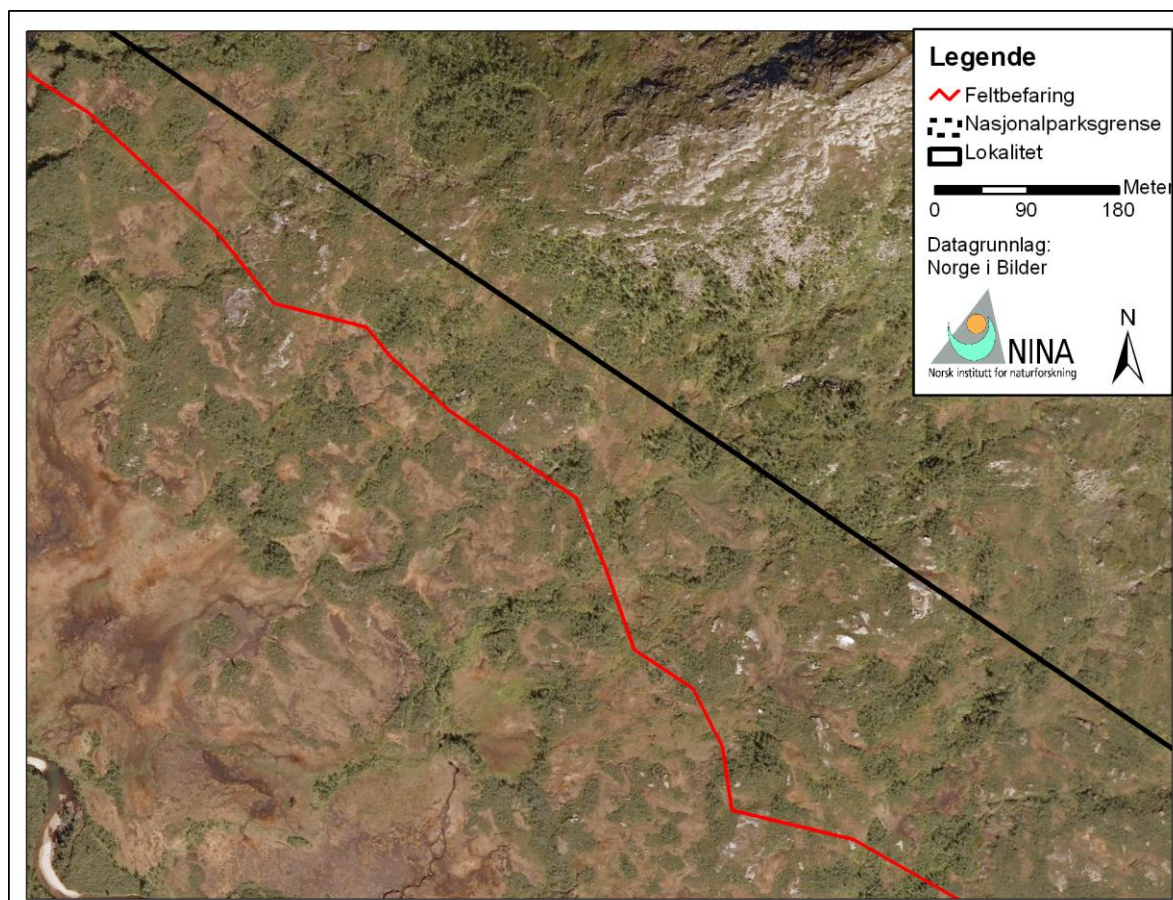 Legende
Feltbefaring
Nasjonalparksgrense
Lokalitet
Meter
0 90 180
Datagrunnlag:
Norge i Bilder
NINA
Norsk institutt for naturforskning
N